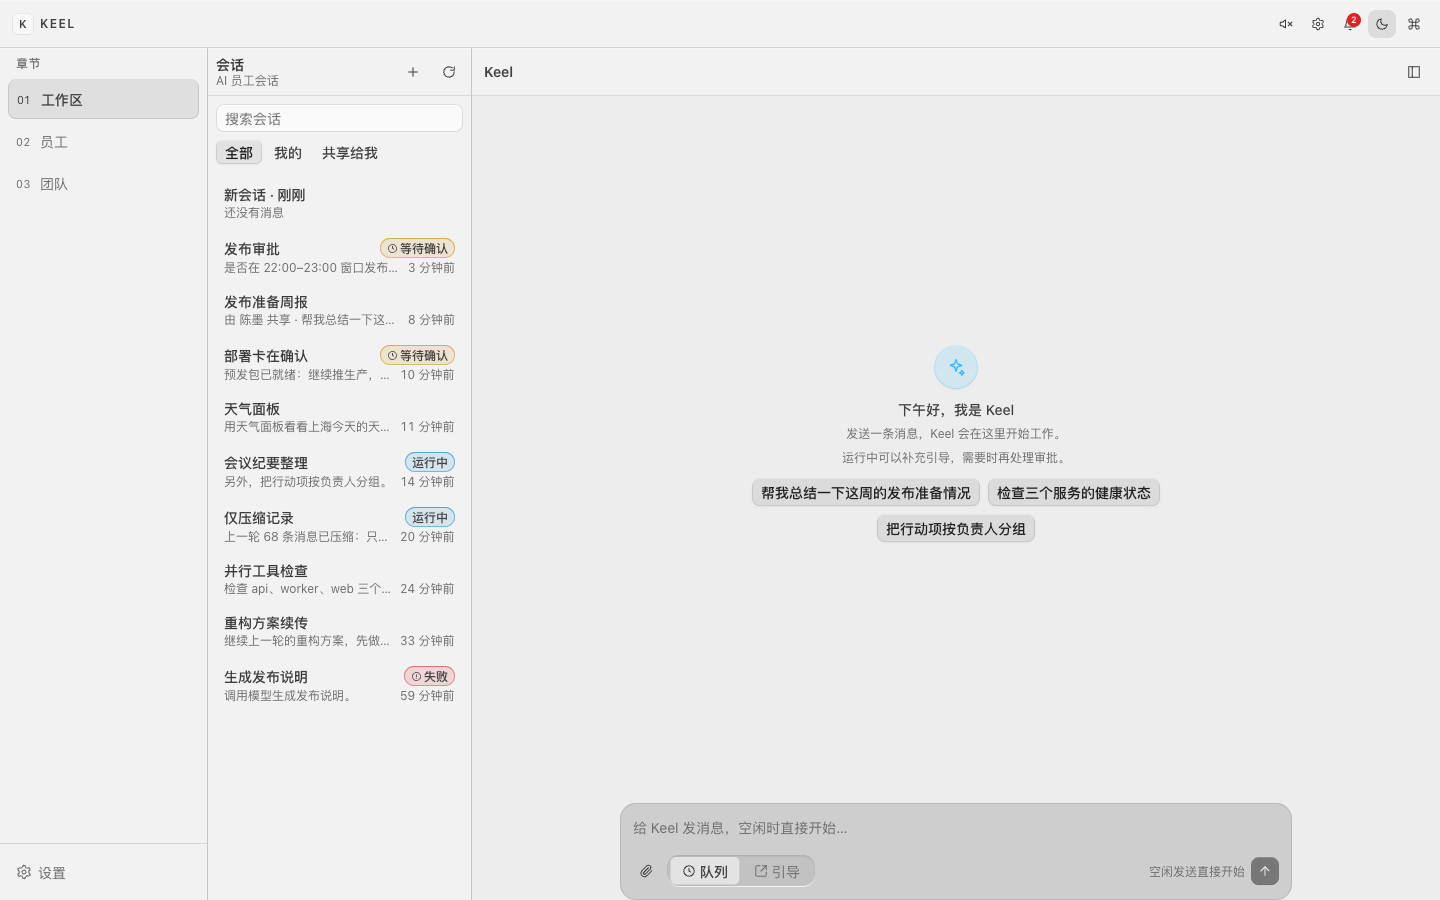 K KEEL
2
章节
01 工作区
02 员工
03 团队
设置
会话
AI 员工会话
搜索会话
全部 我的 共享给我
新会话 · 刚刚
还没有消息
发布审批 等待确认
是否在 22:00–23:00 窗口发布... 3 分钟前
发布准备周报
由 陈墨 共享 · 帮我总结一下这... 8 分钟前
部署卡在确认 等待确认
预发包已就绪：继续推生产，... 10 分钟前
天气面板
用天气面板看看上海今天的天... 11 分钟前
会议纪要整理 运行中
另外，把行动项按负责人分组。 14 分钟前
仅压缩记录 运行中
上一轮 68 条消息已压缩：只... 20 分钟前
并行工具检查
检查 api、worker、web 三个... 24 分钟前
重构方案续传
继续上一轮的重构方案，先做... 33 分钟前
生成发布说明 失败
调用模型生成发布说明。 59 分钟前
Keel
下午好，我是 Keel
发送一条消息，Keel 会在这里开始工作。
运行中可以补充引导，需要时再处理审批。
帮我总结一下这周的发布准备情况 检查三个服务的健康状态
把行动项按负责人分组
给 Keel 发消息，空闲时直接开始...
队列 引导 空闲发送直接开始